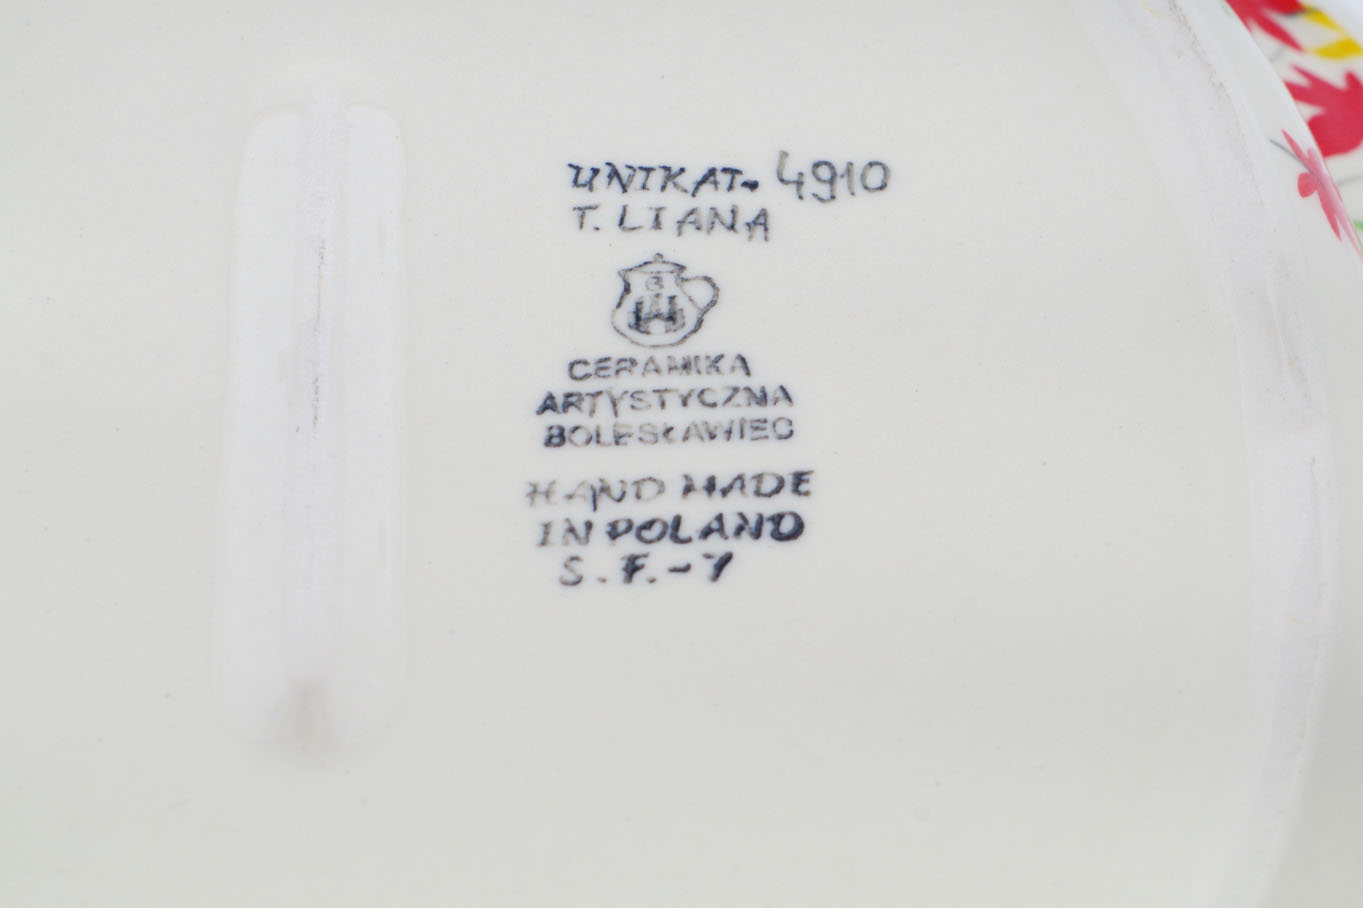 UNIKAT- 4910
T. LIANA
CERAMIKA
ARTYSTYCZNA
BOLESŁAWIEC
HAND MADE
IN POLAND
S.F.-7